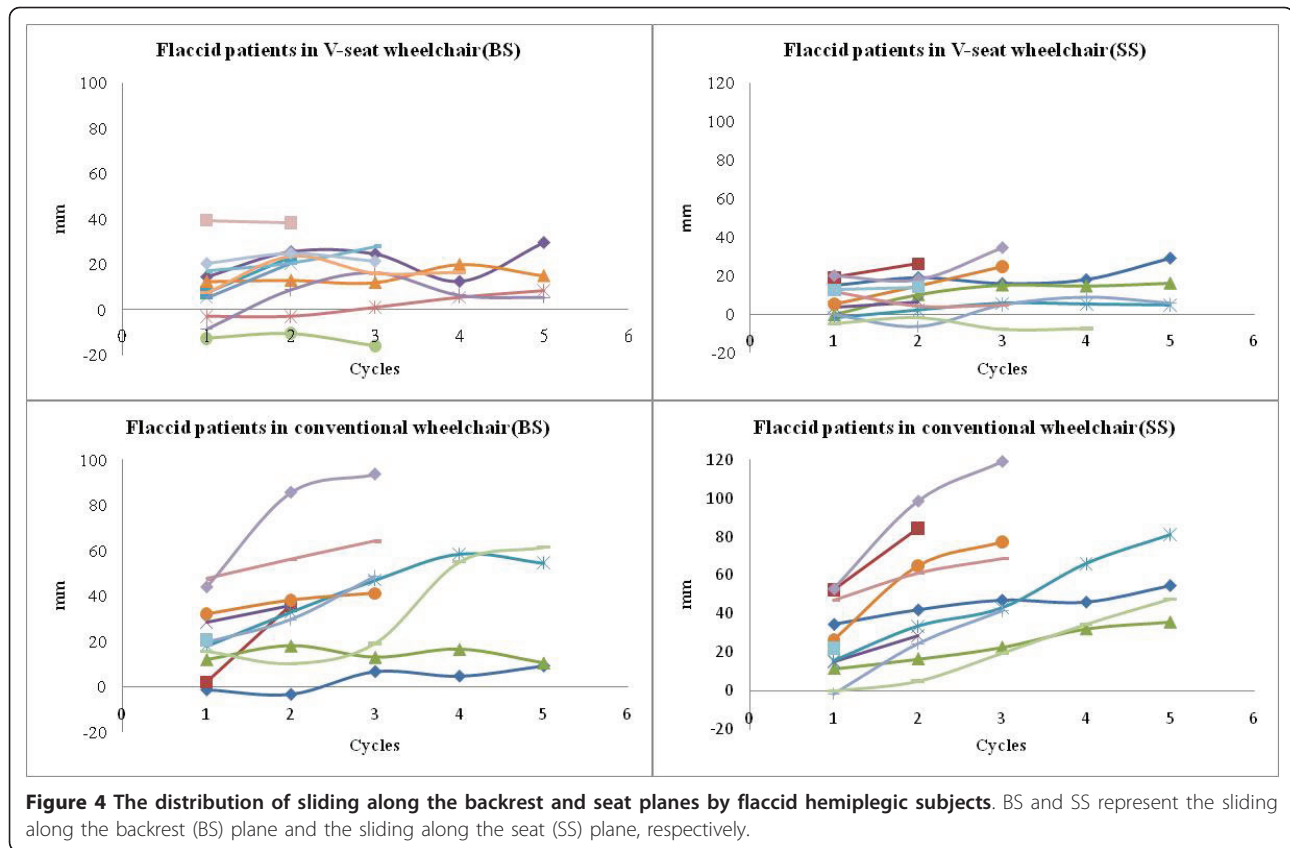 Flaccid patients in V-seat wheelchair(BS)
100
80
60
40
20
0
-20
mm
0 1 2 3 4 5 6
Cycles
Flaccid patients in V-seat wheelchair(SS)
120
100
80
60
40
20
0
-20
mm
0 1 2 3 4 5 6
Cycles
Flaccid patients in conventional wheelchair(BS)
100
80
60
40
20
0
-20
mm
0 1 2 3 4 5 6
Cycles
Flaccid patients in conventional wheelchair(SS)
120
100
80
60
40
20
0
-20
mm
0 1 2 3 4 5 6
Cycles
Figure 4 The distribution of sliding along the backrest and seat planes by flaccid hemiplegic subjects. BS and SS represent the sliding
along the backrest (BS) plane and the sliding along the seat (SS) plane, respectively.